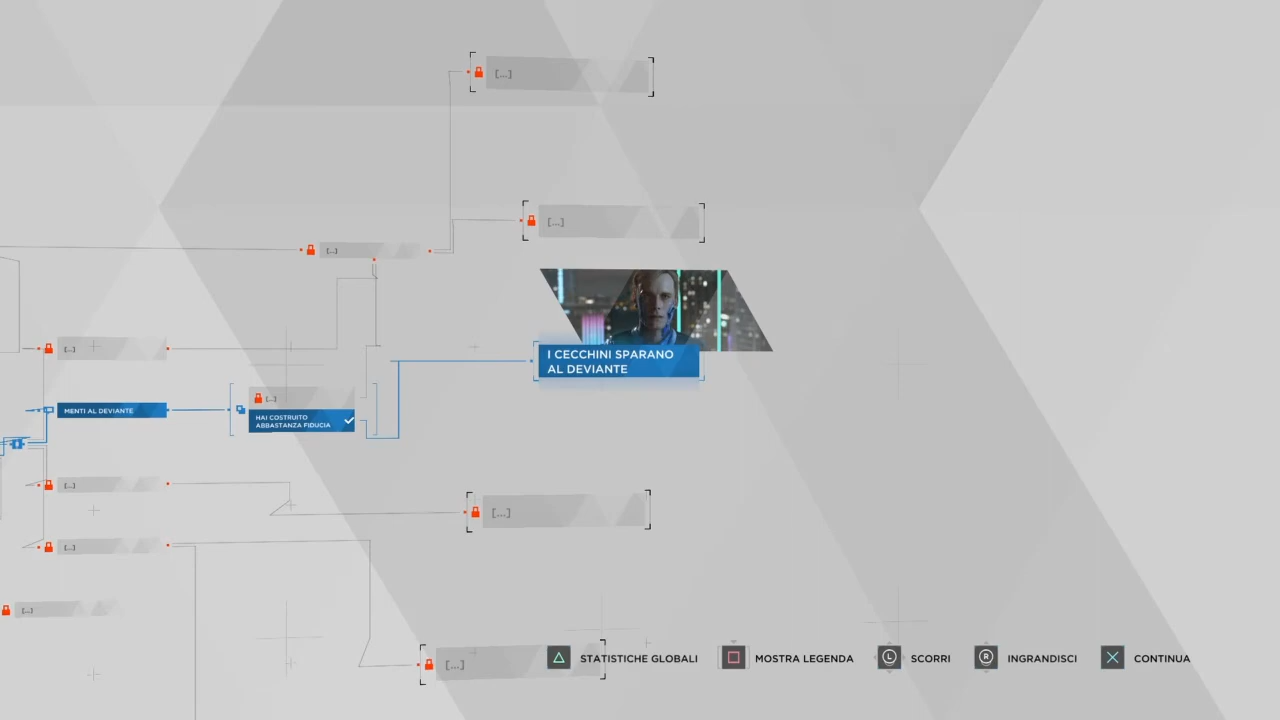 [...]
[...]
[...]
I CECCHINI SPARANO
AL DEVIANTE
[...]
[...]
MENTI AL DEVIANTE
HAI COSTRUITO
ABBASTANZA FIDUCIA
[...]
[...]
[...]
[...]
[...]
STATISTICHE GLOBALI
MOSTRA LEGENDA
L
SCORRI
R
INGRANDISCI
CONTINUA